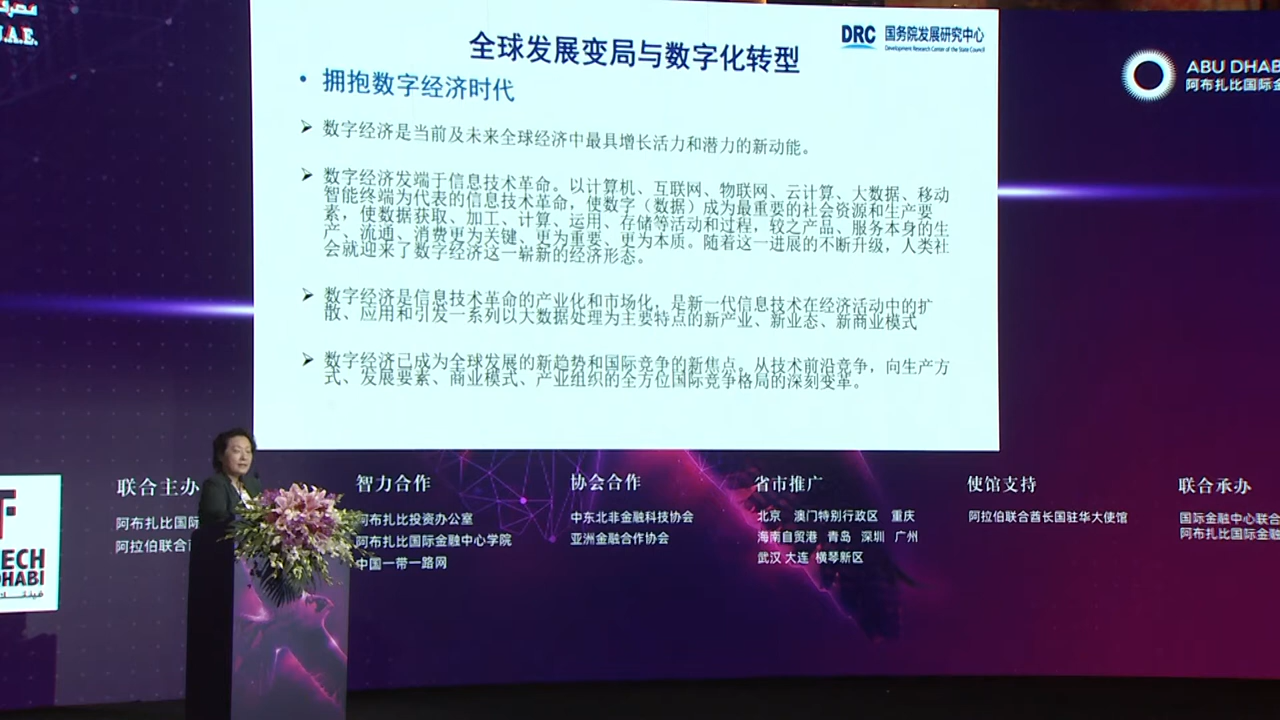 مصرف
U.A.E.
全球发展变局与数字化转型
DRC 国务院发展研究中心
Development Research Center of the State Council
• 拥抱数字经济时代
➢ 数字经济是当前及未来全球经济中最具增长活力和潜力的新动能。
➢ 数字经济发端于信息技术革命。以计算机、互联网、物联网、云计算、大数据、移动
智能终端为代表的信息技术革命，使数字（数据）成为最重要的社会资源和生产要
素，使数据获取、加工、计算、运用、存储等活动和过程，较之产品、服务本身的生
产、流通、消费更为关键、更为重要、更为本质。随着这一进展的不断升级，人类社
会就迎来了数字经济这一崭新的经济形态。
➢ 数字经济是信息技术革命的产业化和市场化，是新一代信息技术在经济活动中的扩
散、应用和引发一系列以大数据处理为主要特点的新产业、新业态、新商业模式
➢ 数字经济已成为全球发展的新趋势和国际竞争的新焦点。从技术前沿竞争，向生产方
式、发展要素、商业模式、产业组织的全方位国际竞争格局的深刻变革。
ABU DHAB
阿布扎比国际金
联合主办
阿布扎比国际
阿拉伯联合
智力合作
阿布扎比投资办公室
阿布扎比国际金融中心学院
中国一带一路网
协会合作
中东北非金融科技协会
亚洲金融合作协会
省市推广
北京 澳门特别行政区 重庆
海南自贸港 青岛 深圳 广州
武汉 大连 横琴新区
使馆支持
阿拉伯联合酋长国驻华大使馆
联合承办
国际金融中心联合
阿布扎比国际金融
F
TECH
DHABI
فينتك